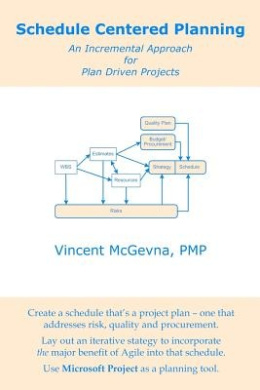 Schedule Centered Planning
An Incremental Approach
for
Plan Driven Projects
Quality Plan
Budget/
Procurement
Estimates
WBS
Strategy
Schedule
Resources
Risks
Vincent McGevna, PMP
Create a schedule that's a project plan – one that
addresses risk, quality and procurement.
Lay out an iterative stategy to incorporate
the major benefit of Agile into that schedule.
Use Microsoft Project as a planning tool.